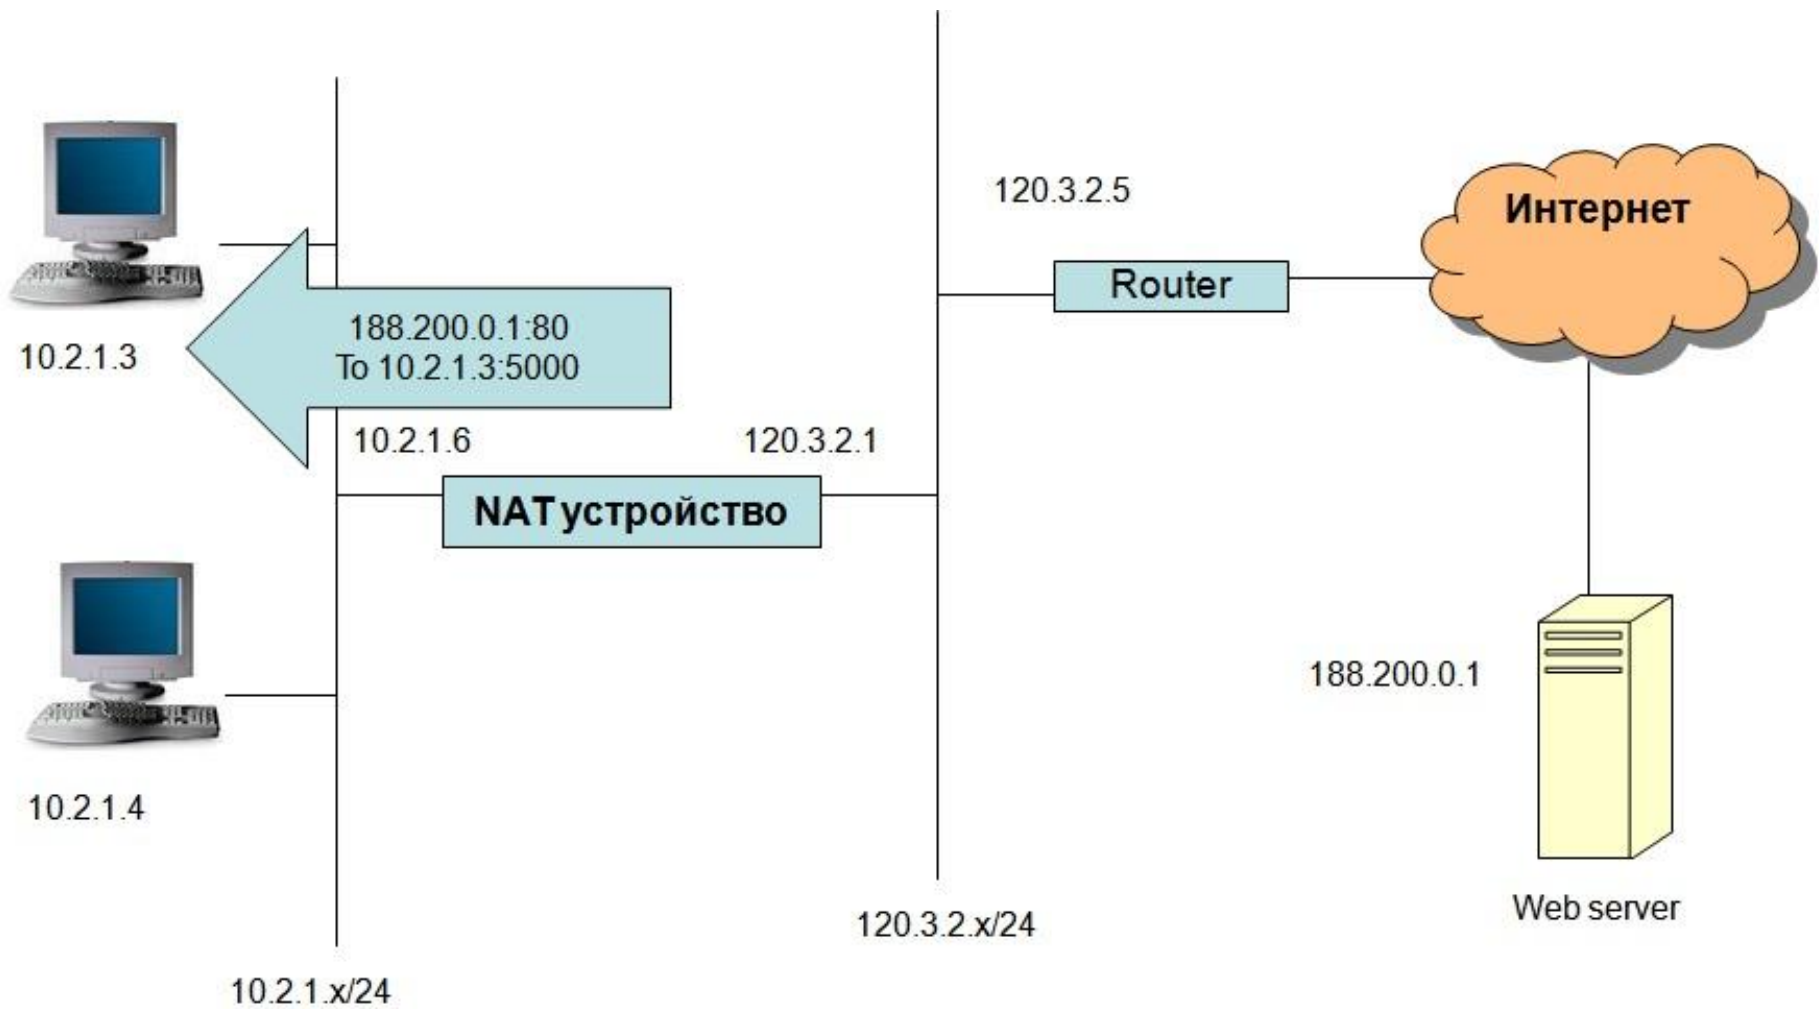 120.3.2.5
Интернет
Router
188.200.0.1:80
To 10.2.1.3:5000
10.2.1.3
10.2.1.6
120.3.2.1
NAT устройство
188.200.0.1
10.2.1.4
Web server
120.3.2.x/24
10.2.1.x/24